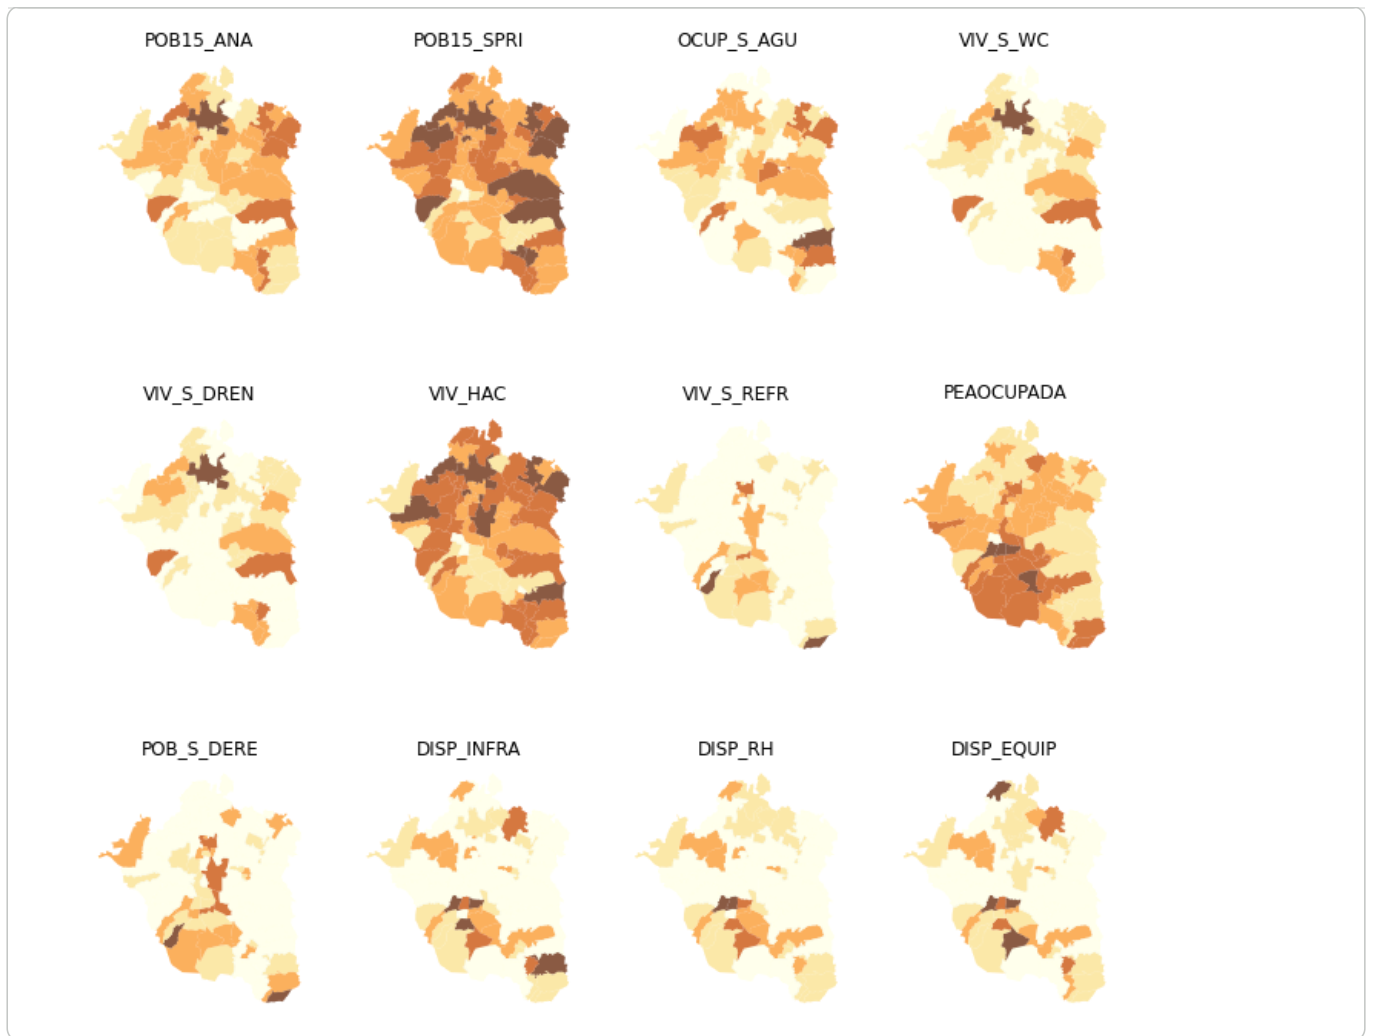 POB15_ANA POB15_SPRI OCUP_S_AGU VIV_S_WC
VIV_S_DREN VIV_HAC VIV_S_REFR PEAOCUPADA
POB_S_DERE DISP_INFRA DISP_RH DISP_EQUIP